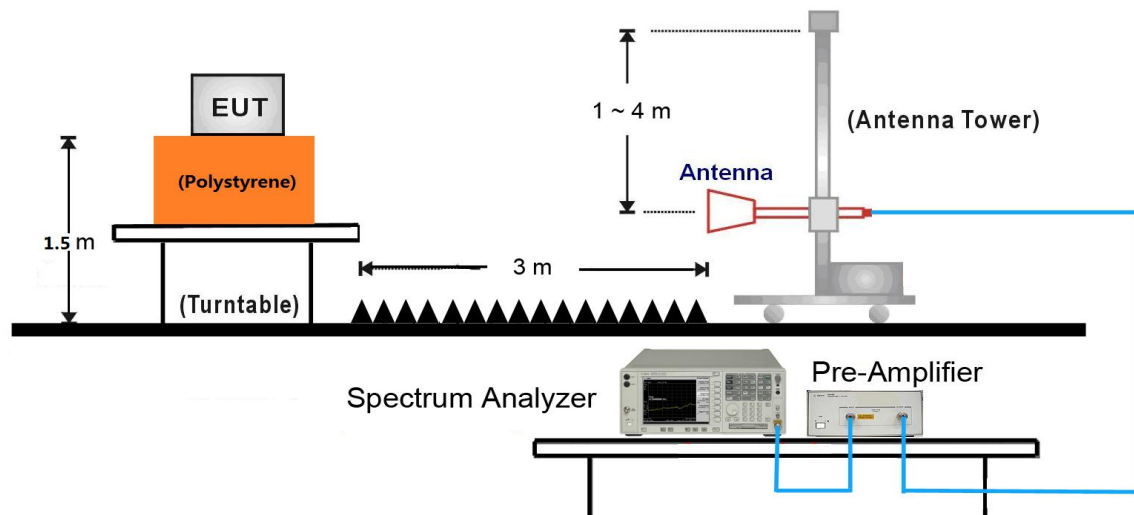 EUT
(Polystyrene)
1.5 m
(Turntable)
3 m
1 ~ 4 m
Antenna
(Antenna Tower)
Spectrum Analyzer
Pre-Amplifier